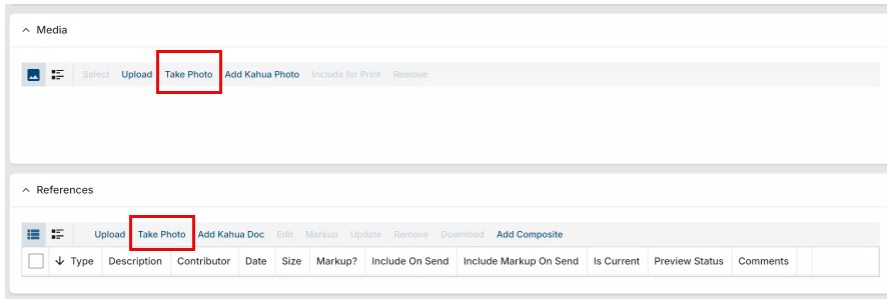 Media
Select Upload Take Photo Add Kahua Photo Include for Print Remove
References
Upload Take Photo Add Kahua Doc Edit Markup Update Remove Download Add Composite
Type Description Contributor Date Size Markup? Include On Send Include Markup On Send Is Current Preview Status Comments